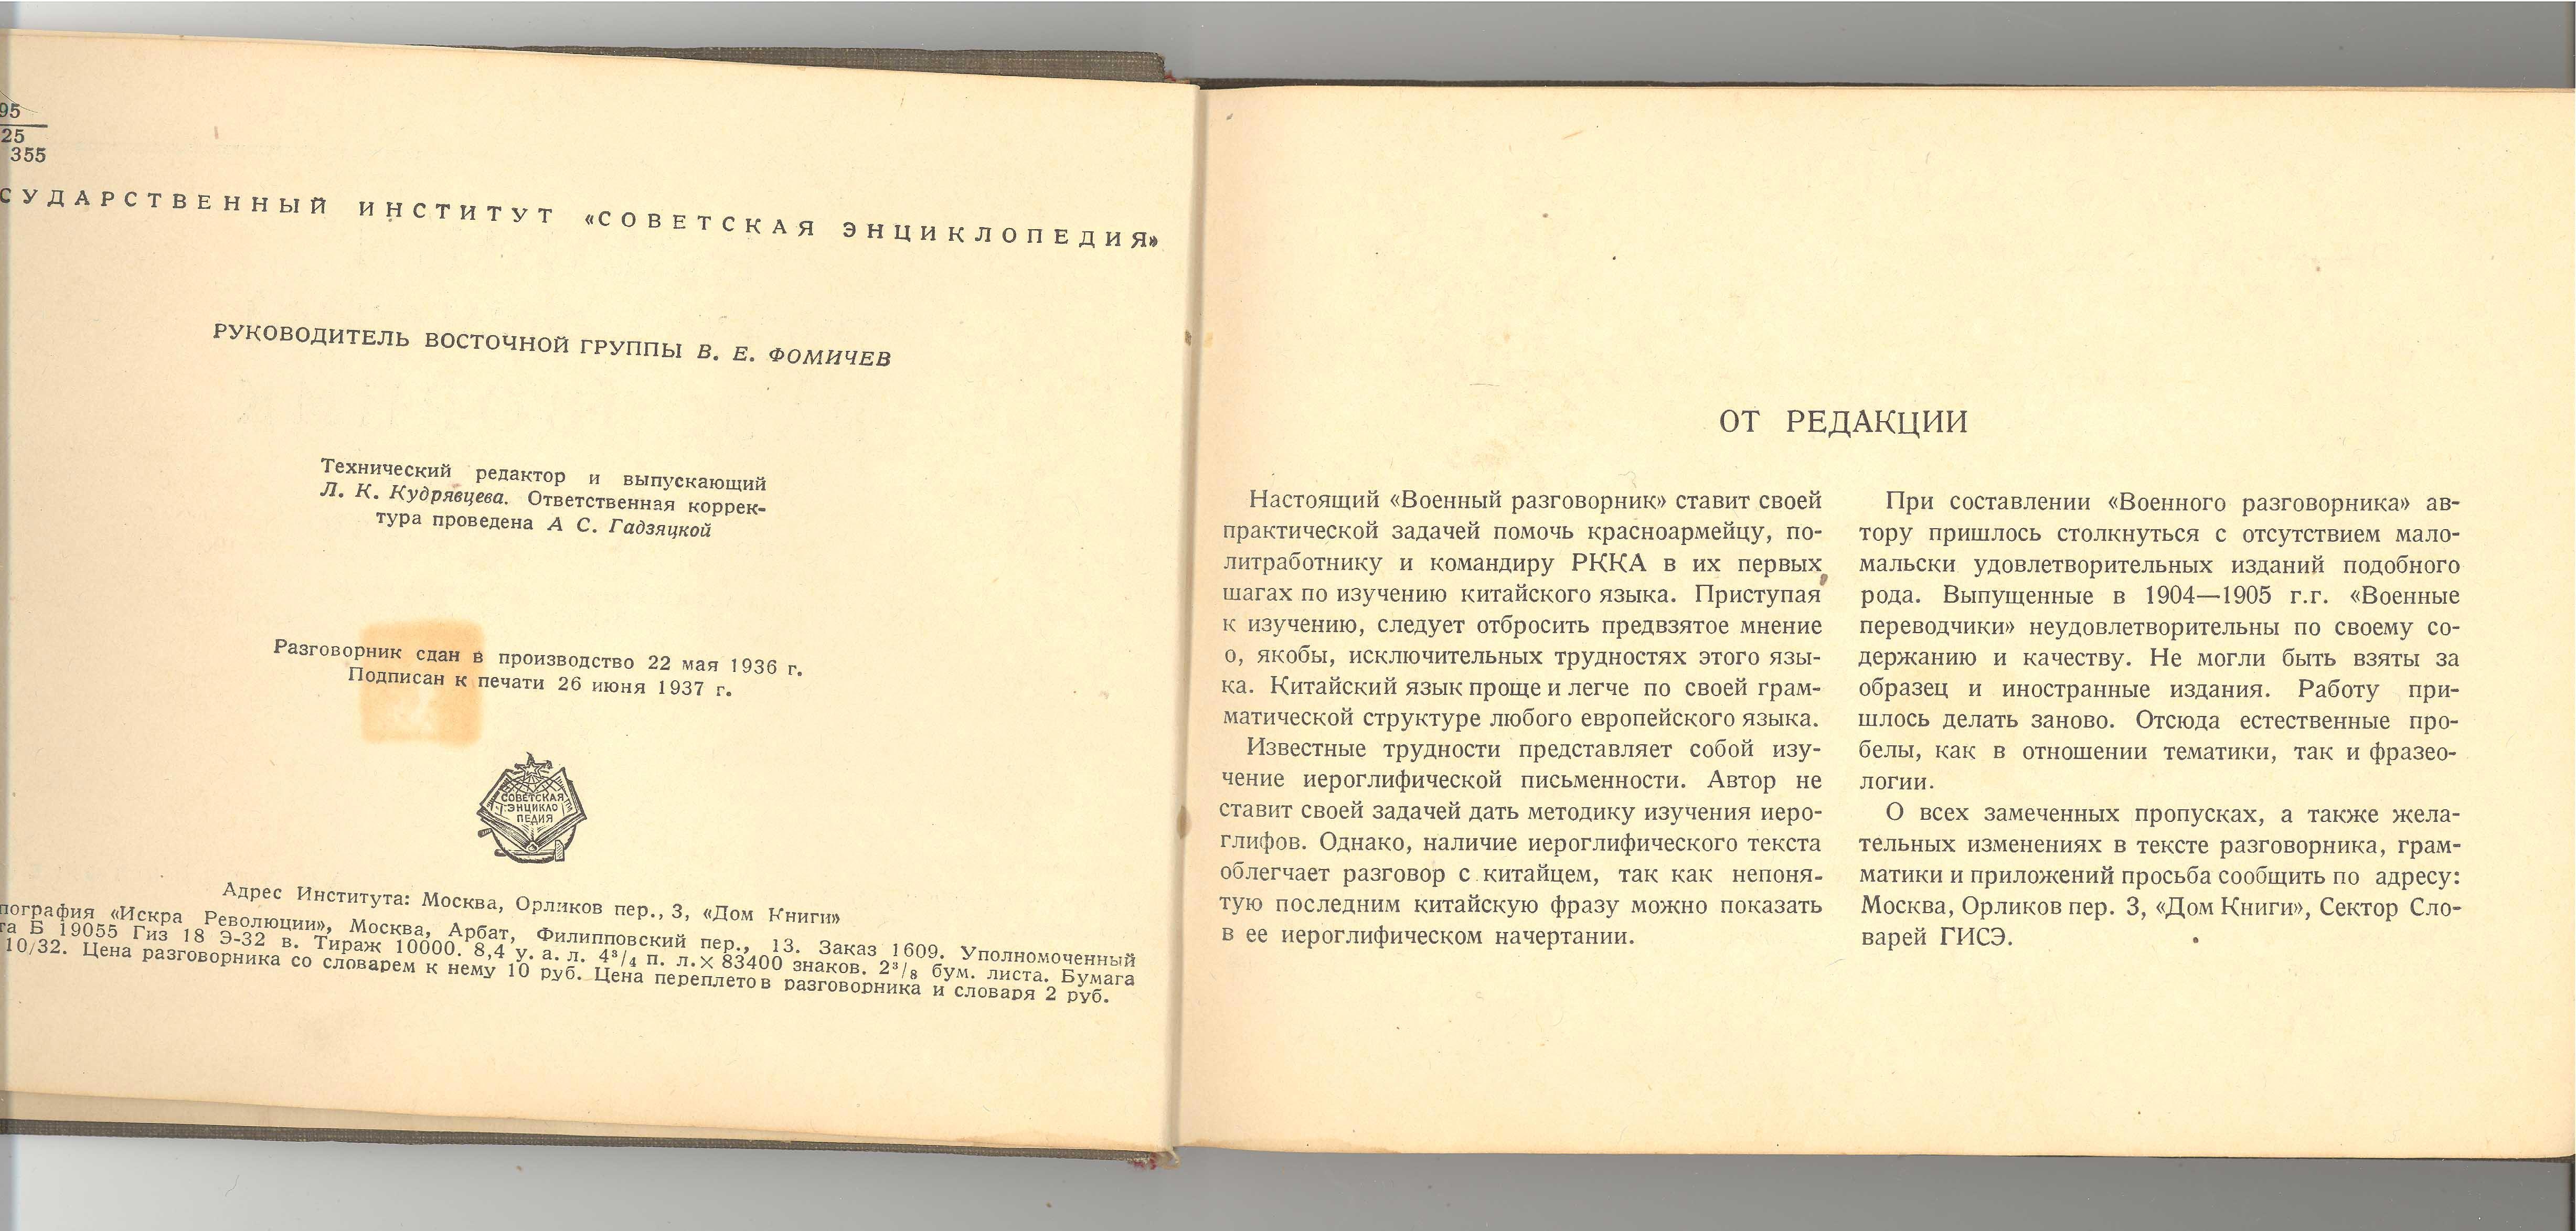 95
25
355
СУДАРСТВЕННЫЙ ИНСТИТУТ «СОВЕТСКАЯ ЭНЦИКЛОПЕДИЯ»
РУКОВОДИТЕЛЬ ВОСТОЧНОЙ ГРУППЫ В. Е. ФОМИЧЕВ
Технический редактор и выпускающий
Л. К. Кудрявцева. Ответственная коррек-
тура проведена А С. Гадзяцкой
Разговорник сдан в производство 22 мая 1936 г.
Подписан к печати 26 июня 1937 г.
СОВЕТСКАЯ
ЭНЦИКЛО
ПЕДИЯ
Адрес Института: Москва, Орликов пер., 3, «Дом Книги»
пография «Искра Революции», Москва, Арбат, Филипповский пер., 13. Заказ 1609. Уполномоченный
та Б 19055 Гиз 18 Э-32 в. Тираж 10000. 8,4 у. а. л. 4³/₄ п. л.× 83400 знаков. 2³/₈ бум. листа. Бумага
10/32. Цена разговорника со словарем к нему 10 руб. Цена переплетов разговорника и словаря 2 руб.
ОТ РЕДАКЦИИ
Настоящий «Военный разговорник» ставит своей
практической задачей помочь красноармейцу, по-
литработнику и командиру РККА в их первых
шагах по изучению китайского языка. Приступая
к изучению, следует отбросить предвзятое мнение
о, якобы, исключительных трудностях этого язы-
ка. Китайский язык проще и легче по своей грам-
матической структуре любого европейского языка.
Известные трудности представляет собой изу-
чение иероглифической письменности. Автор не
ставит своей задачей дать методику изучения иеро-
глифов. Однако, наличие иероглифического текста
облегчает разговор с китайцем, так как непоня-
тую последним китайскую фразу можно показать
в ее иероглифическом начертании.
При составлении «Военного разговорника» ав-
тору пришлось столкнуться с отсутствием мало-
мальски удовлетворительных изданий подобного
рода. Выпущенные в 1904—1905 г.г. «Военные
переводчики» неудовлетворительны по своему со-
держанию и качеству. Не могли быть взяты за
образец и иностранные издания. Работу при-
шлось делать заново. Отсюда естественные про-
белы, как в отношении тематики, так и фразео-
логии.
О всех замеченных пропусках, а также жела-
тельных изменениях в тексте разговорника, грам-
матики и приложений просьба сообщить по адресу:
Москва, Орликов пер. 3, «Дом Книги», Сектор Сло-
варей ГИСЭ.